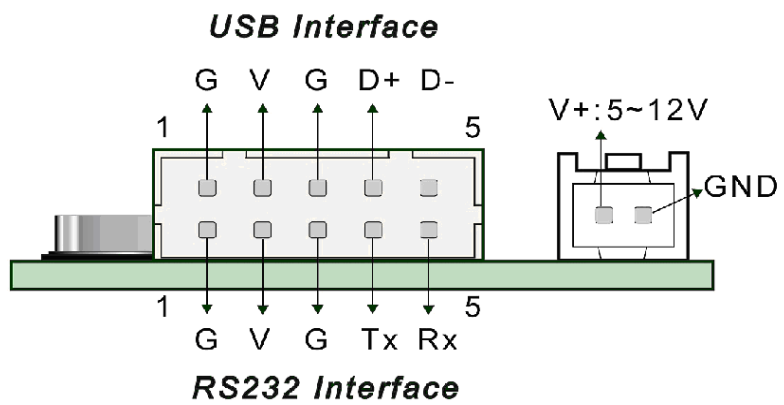 USB Interface
G V G D+ D-
V+:5~12V
1 5
GND
1 5
G V G Tx Rx
RS232 Interface